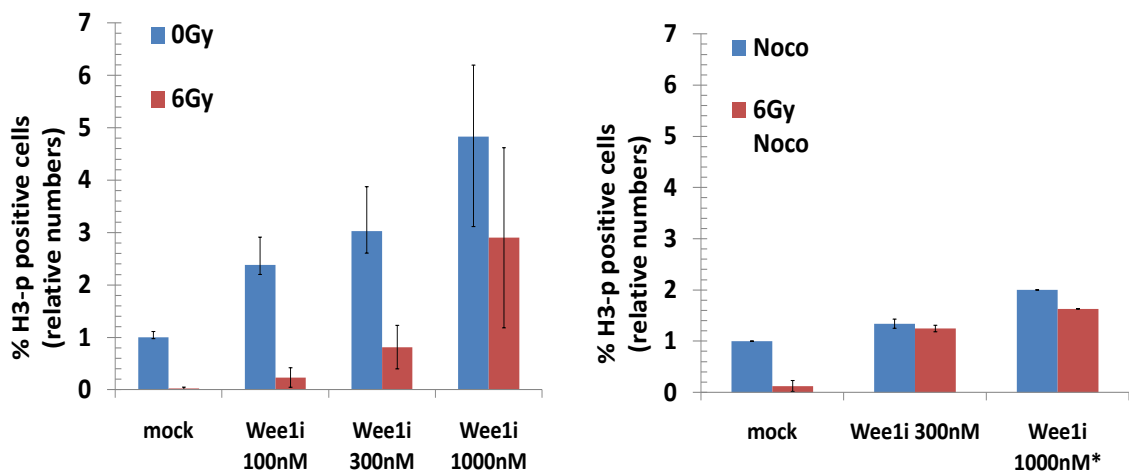 % H3-p positive cells
(relative numbers)
7
6
5
4
3
2
1
0
0Gy
6Gy
mock
Wee1i
100nM
Wee1i
300nM
Wee1i
1000nM
% H3-p positive cells
(relative numbers)
7
6
5
4
3
2
1
0
Noco
6Gy
Noco
mock
Wee1i 300nM
Wee1i
1000nM*